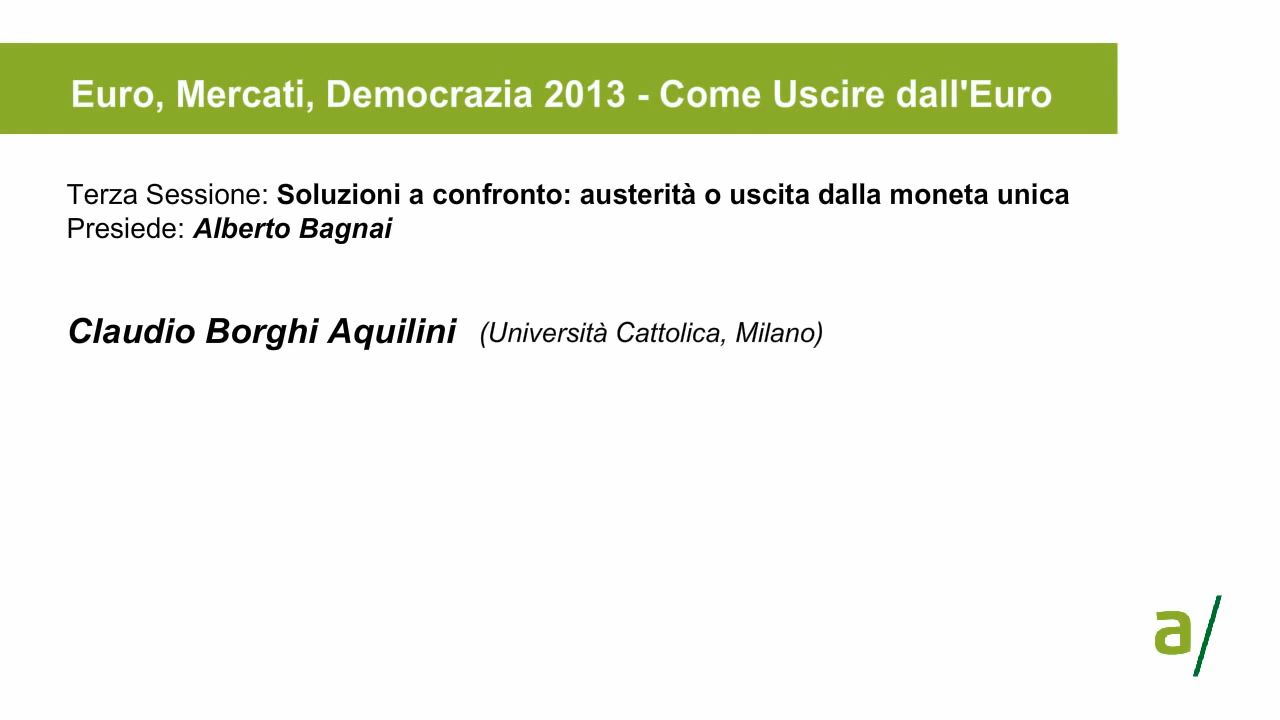 Euro, Mercati, Democrazia 2013 - Come Uscire dall'Euro
Terza Sessione: Soluzioni a confronto: austerità o uscita dalla moneta unica
Presiede: Alberto Bagnai
Claudio Borghi Aquilini (Università Cattolica, Milano)
a/